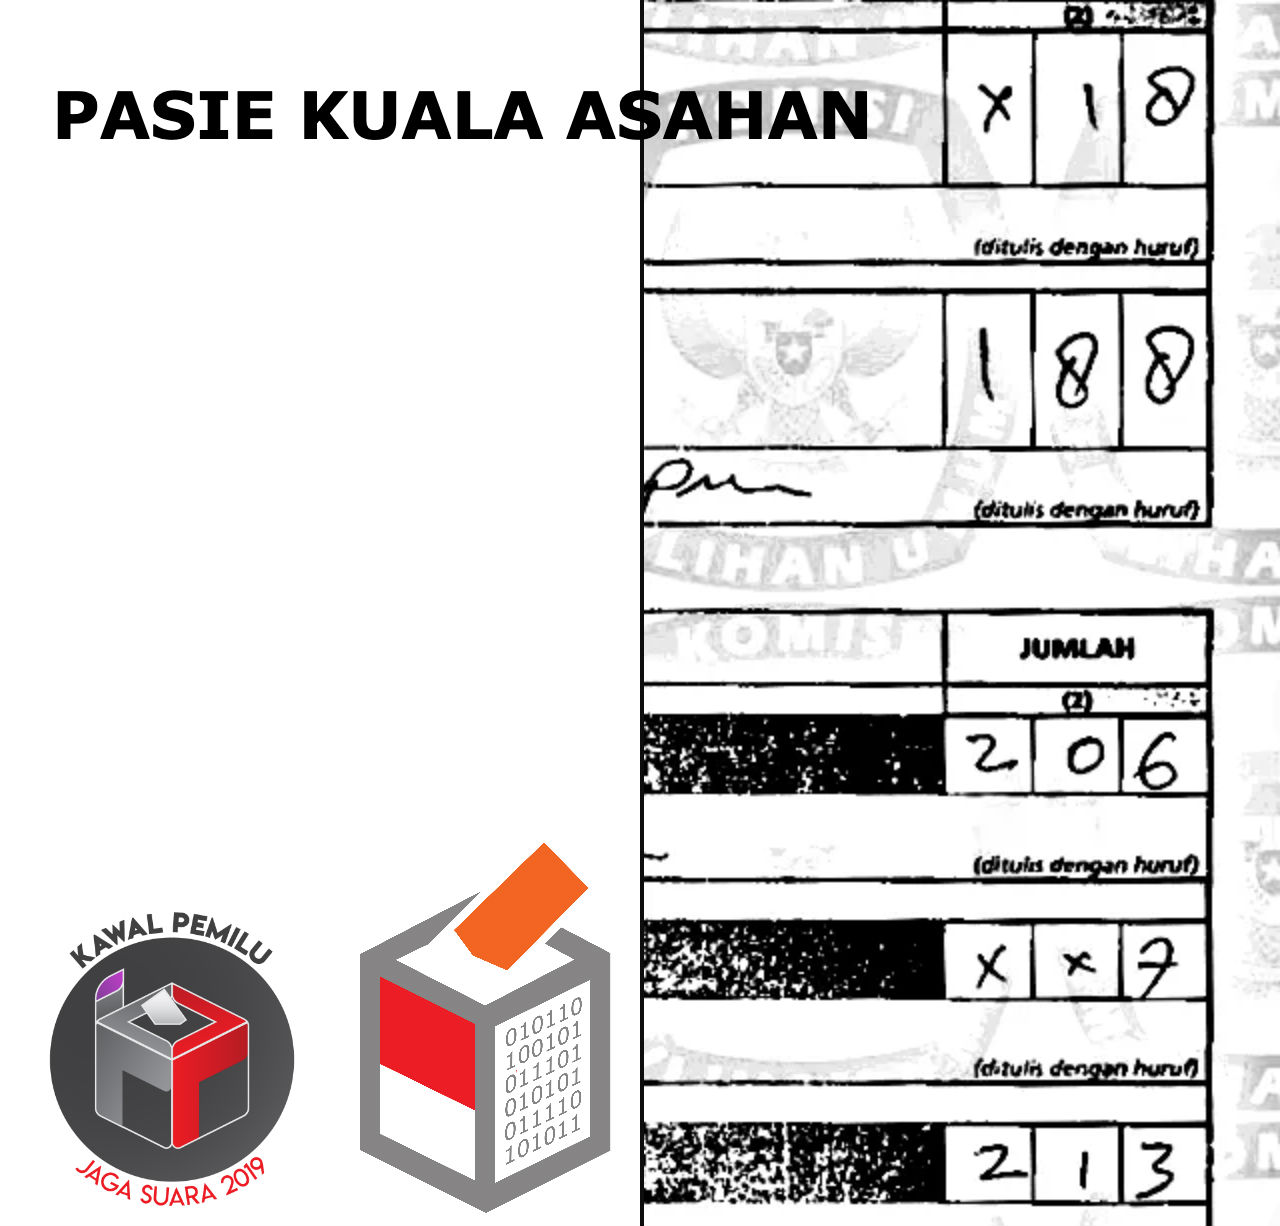 (2)
PASIE KUALA ASAHAN
X 1 8
(ditulis dengan huruf)
1 8 8
(ditulis dengan huruf)
LIHAN U
KOMIS
JUMLAH
(2)
2 0 6
(ditulis dengan huruf)
X X 7
(ditulis dengan huruf)
2 1 3
KAWAL PEMILU
JAGA SUARA 2019
010110
100101
011101
010101
011110
101011